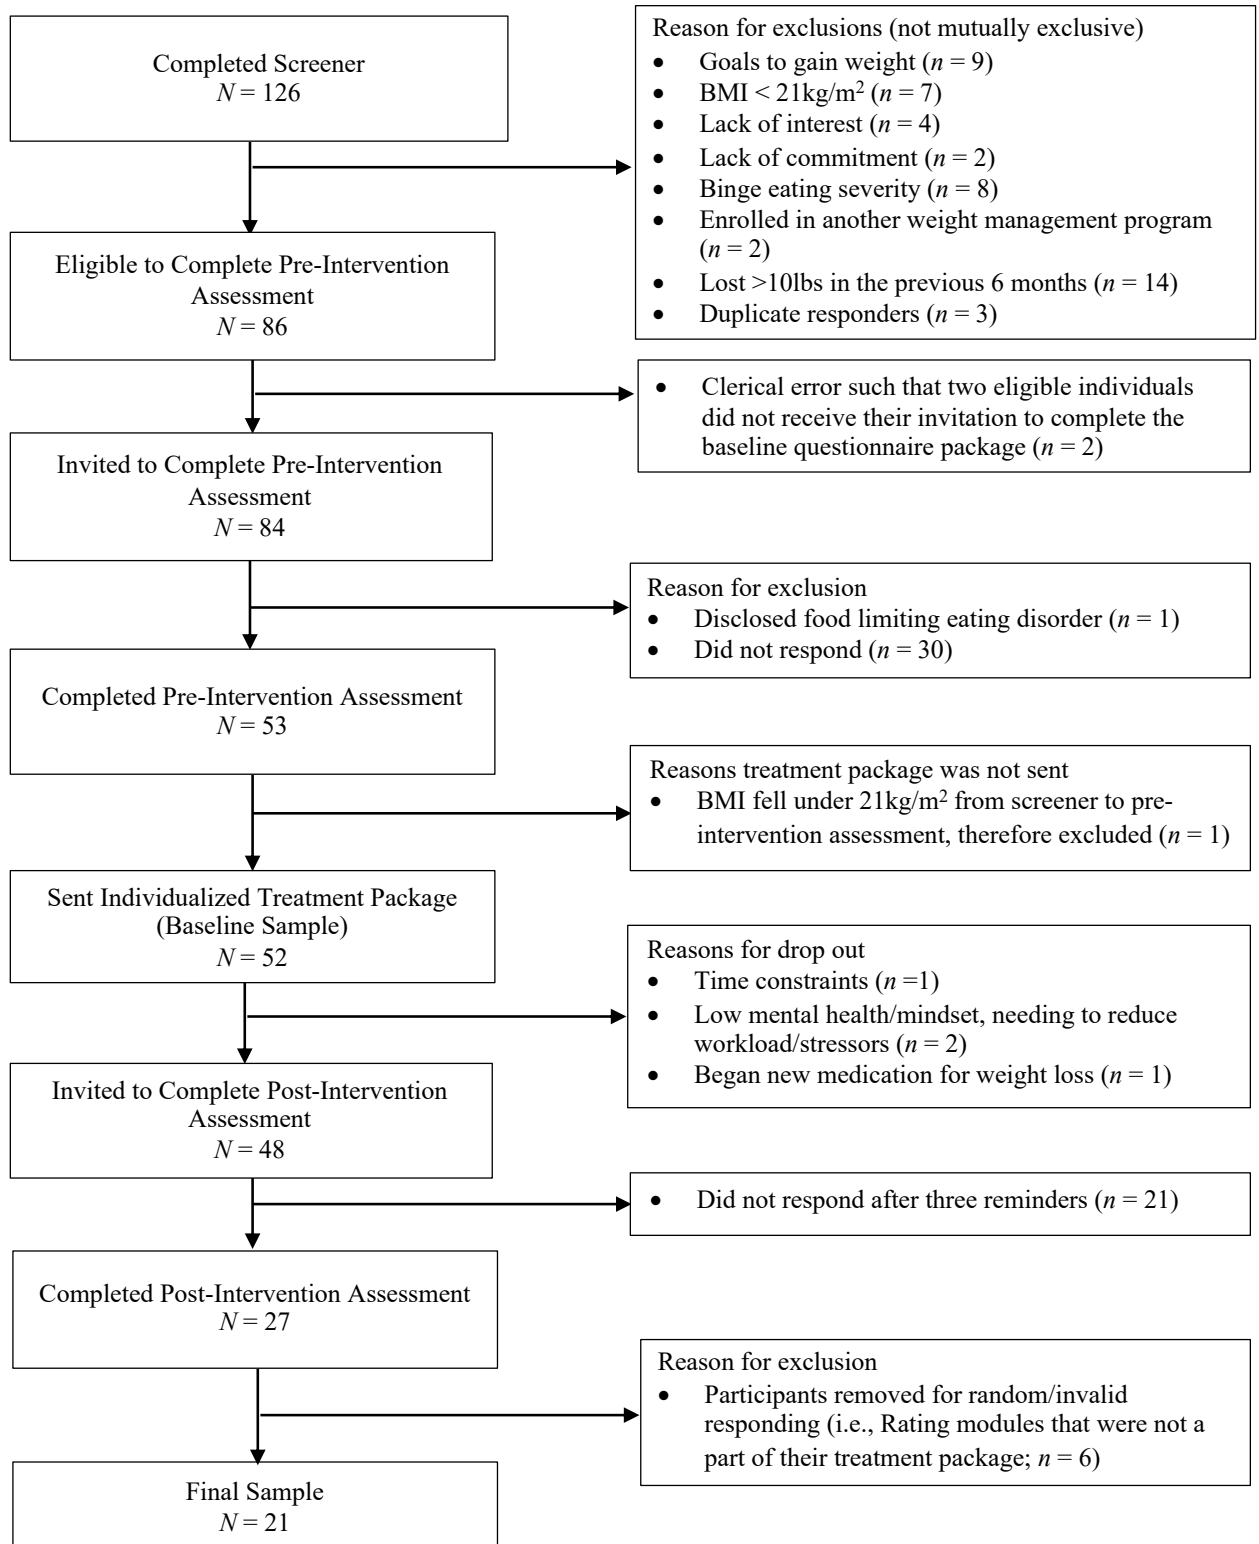 Completed Screener
N = 126
Reason for exclusions (not mutually exclusive)
• Goals to gain weight (n = 9)
• BMI < 21kg/m² (n = 7)
• Lack of interest (n = 4)
• Lack of commitment (n = 2)
• Binge eating severity (n = 8)
• Enrolled in another weight management program
(n = 2)
• Lost >10lbs in the previous 6 months (n = 14)
• Duplicate responders (n = 3)
Eligible to Complete Pre-Intervention
Assessment
N = 86
• Clerical error such that two eligible individuals
did not receive their invitation to complete the
baseline questionnaire package (n = 2)
Invited to Complete Pre-Intervention
Assessment
N = 84
Reason for exclusion
• Disclosed food limiting eating disorder (n = 1)
• Did not respond (n = 30)
Completed Pre-Intervention Assessment
N = 53
Reasons treatment package was not sent
• BMI fell under 21kg/m² from screener to pre-
intervention assessment, therefore excluded (n = 1)
Sent Individualized Treatment Package
(Baseline Sample)
N = 52
Reasons for drop out
• Time constraints (n =1)
• Low mental health/mindset, needing to reduce
workload/stressors (n = 2)
• Began new medication for weight loss (n = 1)
Invited to Complete Post-Intervention
Assessment
N = 48
• Did not respond after three reminders (n = 21)
Completed Post-Intervention Assessment
N = 27
Reason for exclusion
• Participants removed for random/invalid
responding (i.e., Rating modules that were not a
part of their treatment package; n = 6)
Final Sample
N = 21